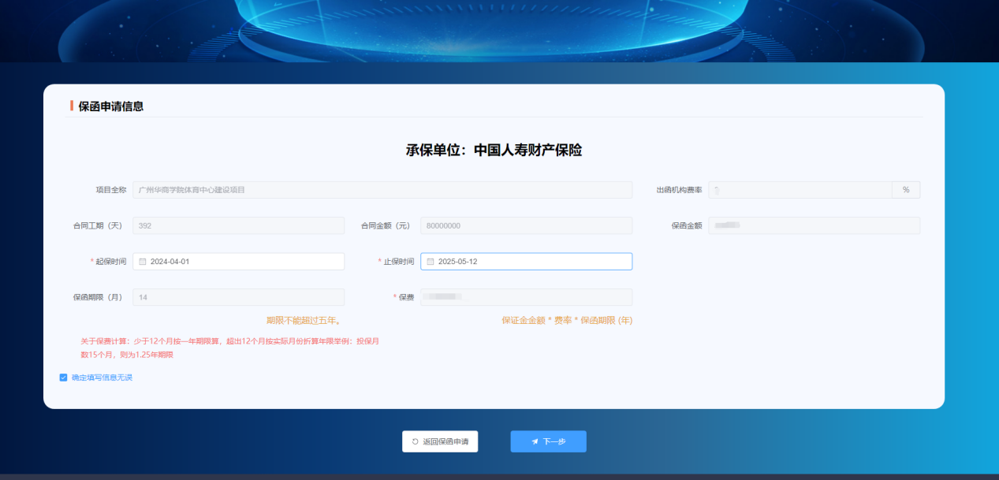 保函申请信息
承保单位：中国人寿财产保险
项目全称 广州华商学院体育中心建设项目 出函机构费率 %
合同工期（天） 392 合同金额（元） 80000000 保函金额
* 起保时间 2024-04-01 * 止保时间 2025-05-12
保函期限（月） 14 * 保费
期限不能超过五年。 保证金金额 * 费率 * 保函期限 (年)
关于保费计算：少于12个月按一年期限算，超出12个月按实际月份折算年限举例：投保月
数15个月，则为1.25年期限
确定填写信息无误
返回保函申请 下一步